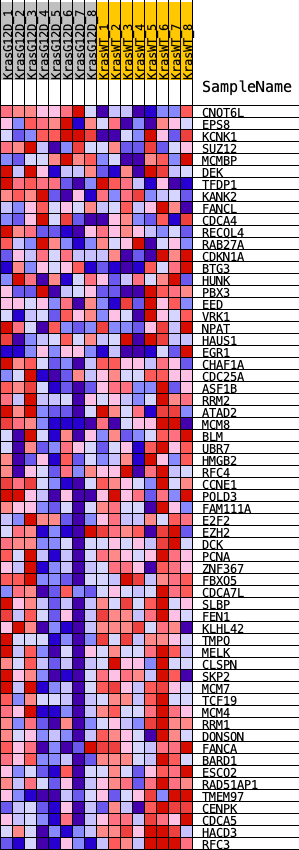 KrasG12D_1
KrasG12D_2
KrasG12D_3
KrasG12D_4
KrasG12D_5
KrasG12D_6
KrasG12D_7
KrasG12D_8
KrasWT_1
KrasWT_2
KrasWT_3
KrasWT_4
KrasWT_5
KrasWT_6
KrasWT_7
KrasWT_8
SampleName
CNOT6L
EPS8
KCNK1
SUZ12
MCMBP
DEK
TFDP1
KANK2
FANCL
CDCA4
RECQL4
RAB27A
CDKN1A
BTG3
HUNK
PBX3
EED
VRK1
NPAT
HAUS1
EGR1
CHAF1A
CDC25A
ASF1B
RRM2
ATAD2
MCM8
BLM
UBR7
HMGB2
RFC4
CCNE1
POLD3
FAM111A
E2F2
EZH2
DCK
PCNA
ZNF367
FBXO5
CDCA7L
SLBP
FEN1
KLHL42
TMPO
MELK
CLSPN
SKP2
MCM7
TCF19
MCM4
RRM1
DONSON
FANCA
BARD1
ESCO2
RAD51AP1
TMEM97
CENPK
CDCA5
HACD3
RFC3